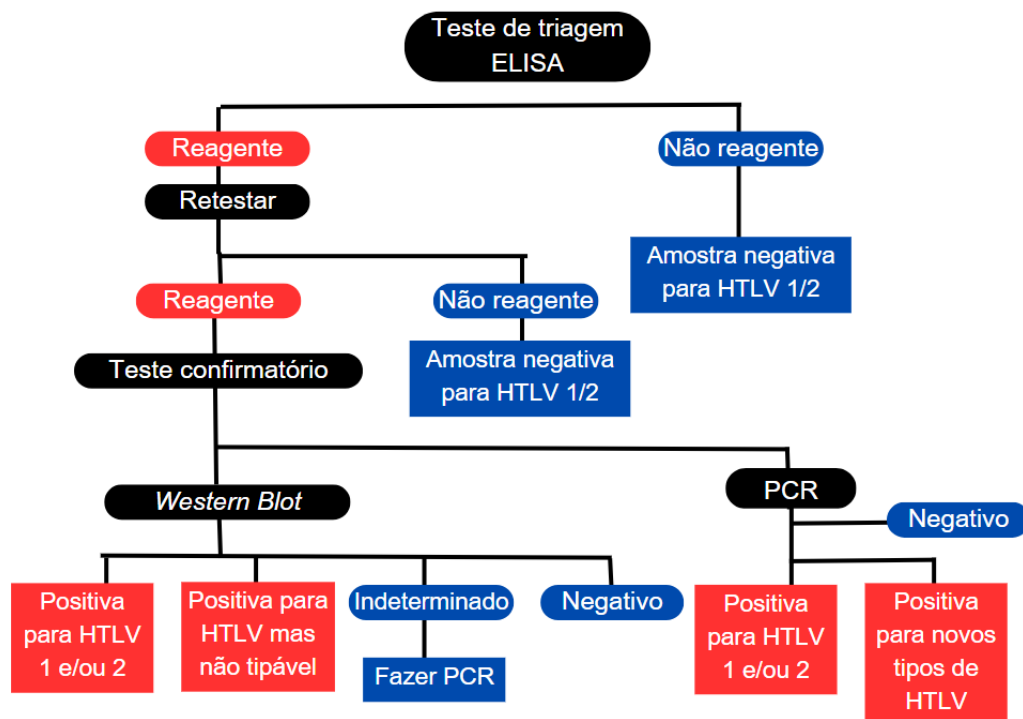 Teste de triagem
ELISA
Reagente
Não reagente
Retestar
Amostra negativa
para HTLV 1/2
Reagente
Não reagente
Teste confirmatório
Amostra negativa
para HTLV 1/2
Western Blot
PCR
Negativo
Positiva
para HTLV
1 e/ou 2
Positiva para
HTLV mas
não tipável
Indeterminado
Fazer PCR
Negativo
Positiva
para HTLV
1 e/ou 2
Positiva
para novos
tipos de
HTLV